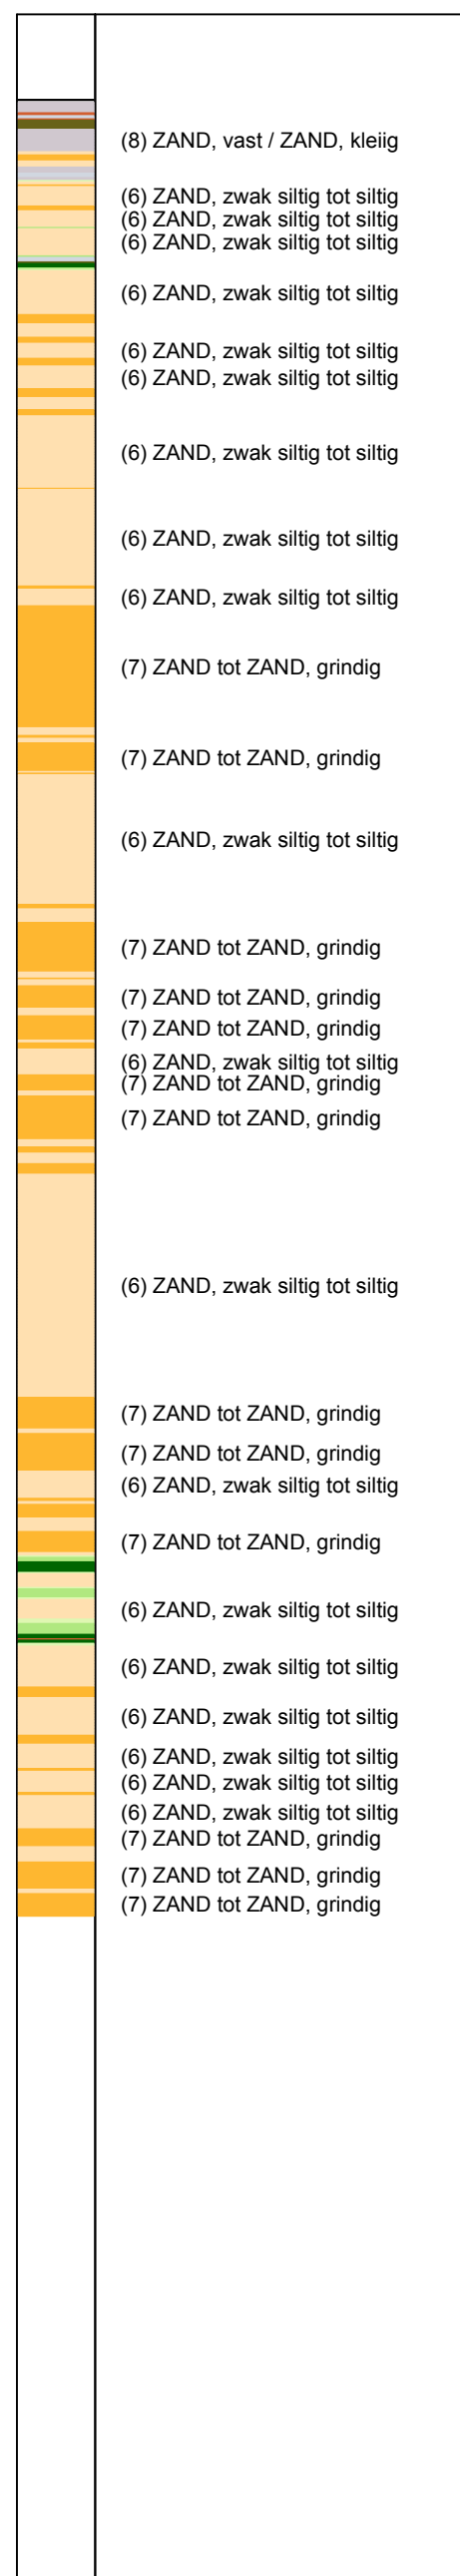 (8) ZAND, vast / ZAND, kleiig
(6) ZAND, zwak siltig tot siltig
(6) ZAND, zwak siltig tot siltig
(6) ZAND, zwak siltig tot siltig
(6) ZAND, zwak siltig tot siltig
(6) ZAND, zwak siltig tot siltig
(6) ZAND, zwak siltig tot siltig
(6) ZAND, zwak siltig tot siltig
(6) ZAND, zwak siltig tot siltig
(6) ZAND, zwak siltig tot siltig
(7) ZAND tot ZAND, grindig
(7) ZAND tot ZAND, grindig
(6) ZAND, zwak siltig tot siltig
(7) ZAND tot ZAND, grindig
(7) ZAND tot ZAND, grindig
(7) ZAND tot ZAND, grindig
(6) ZAND, zwak siltig tot siltig
(7) ZAND tot ZAND, grindig
(7) ZAND tot ZAND, grindig
(6) ZAND, zwak siltig tot siltig
(7) ZAND tot ZAND, grindig
(7) ZAND tot ZAND, grindig
(6) ZAND, zwak siltig tot siltig
(7) ZAND tot ZAND, grindig
(6) ZAND, zwak siltig tot siltig
(6) ZAND, zwak siltig tot siltig
(6) ZAND, zwak siltig tot siltig
(6) ZAND, zwak siltig tot siltig
(6) ZAND, zwak siltig tot siltig
(6) ZAND, zwak siltig tot siltig
(7) ZAND tot ZAND, grindig
(7) ZAND tot ZAND, grindig
(7) ZAND tot ZAND, grindig